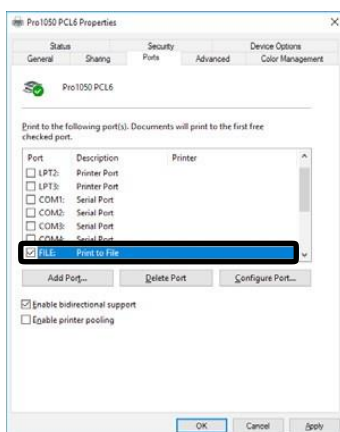 Pro1050 PCL6 Properties
Status Security Device Options
General Sharing Ports Advanced Color Management
Pro1050 PCL6
Print to the following port(s). Documents will print to the first free
checked port.
Port Description Printer
LPT2: Printer Port
LPT3: Printer Port
COM1: Serial Port
COM2: Serial Port
COM3: Serial Port
COM4: Serial Port
FILE: Print to File
Add Port... Delete Port Configure Port...
Enable bidirectional support
Enable printer pooling
OK Cancel Apply